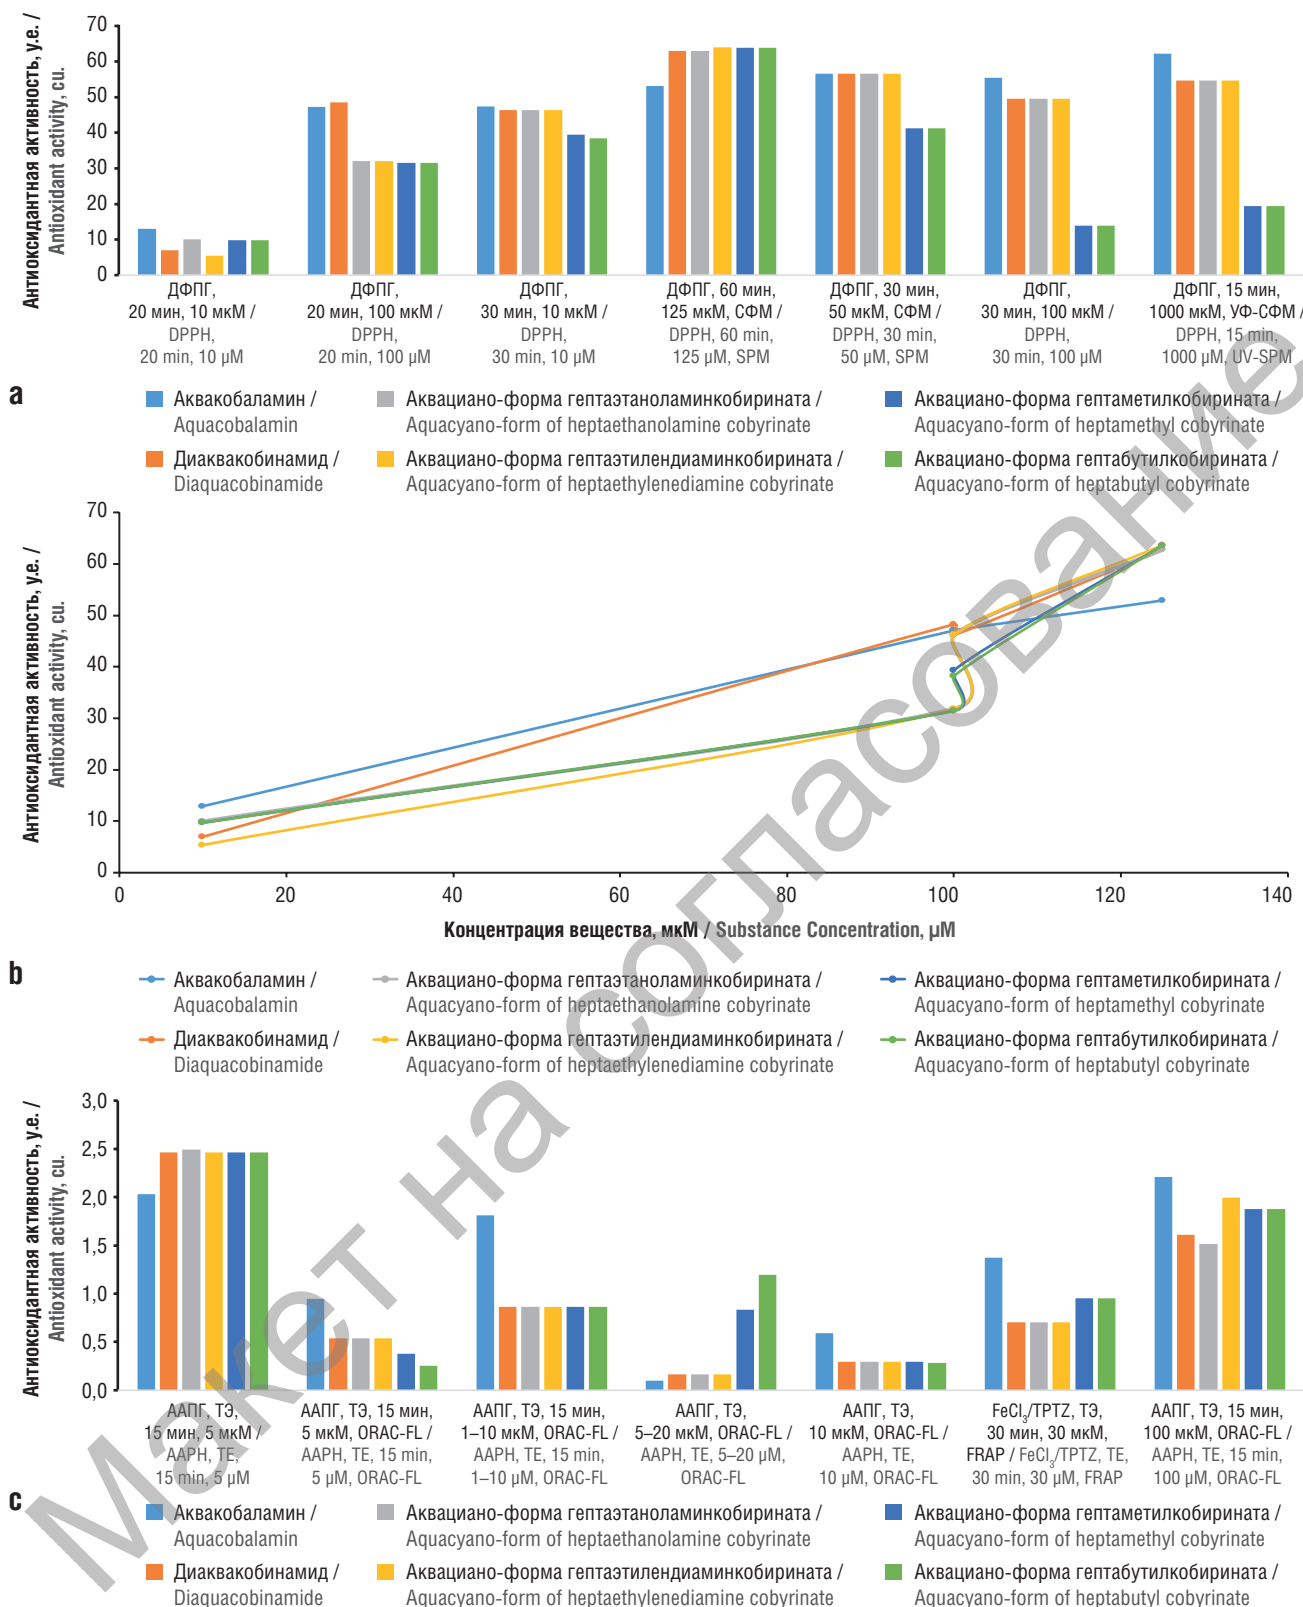 Антиоксидантная активность, у.е. /
Antioxidant activity, cu.
70
60
50
40
30
20
10
0
ДФПГ,
20 мин, 10 мкМ /
DPPH,
20 min, 10 µM
ДФПГ,
20 мин, 100 мкМ /
DPPH,
20 min, 100 µM
ДФПГ,
30 мин, 10 мкМ /
DPPH,
30 min, 10 µM
ДФПГ, 60 мин,
125 мкМ, СФМ /
DPPH, 60 min,
125 µM, SPM
ДФПГ, 30 мин,
50 мкМ, СФМ /
DPPH, 30 min,
50 µM, SPM
ДФПГ,
30 мин, 100 мкМ /
DPPH,
30 min, 100 µM
ДФПГ, 15 мин,
1000 мкМ, УФ-СФМ /
DPPH, 15 min,
1000 µM, UV-SPM
a
Аквакобаламин /
Aquacobalamin
Аквациано-форма гептаэтаноламинкобирината /
Aquacyano-form of heptaethanolamine cobyrinate
Аквациано-форма гептаметилкобирината /
Aquacyano-form of heptamethyl cobyrinate
Диаквакобинамид /
Diaquacobinamide
Аквациано-форма гептаэтилендиаминкобирината /
Aquacyano-form of heptaethylenediamine cobyrinate
Аквациано-форма гептабутилкобирината /
Aquacyano-form of heptabutyl cobyrinate
Антиоксидантная активность, у.е. /
Antioxidant activity, cu.
70
60
50
40
30
20
10
0
0
20
40
60
80
100
120
140
Концентрация вещества, мкМ / Substance Concentration, µM
b
Аквакобаламин /
Aquacobalamin
Аквациано-форма гептаэтаноламинкобирината /
Aquacyano-form of heptaethanolamine cobyrinate
Аквациано-форма гептаметилкобирината /
Aquacyano-form of heptamethyl cobyrinate
Диаквакобинамид /
Diaquacobinamide
Аквациано-форма гептаэтилендиаминкобирината /
Aquacyano-form of heptaethylenediamine cobyrinate
Аквациано-форма гептабутилкобирината /
Aquacyano-form of heptabutyl cobyrinate
Антиоксидантная активность, у.е. /
Antioxidant activity, cu.
3,0
2,5
2,0
1,5
1,0
0,5
0,0
ААПГ, ТЭ,
15 мин, 5 мкМ /
AAPH, TE,
15 min, 5 µM
ААПГ, ТЭ, 15 мин,
5 мкМ, ORAC-FL /
AAPH, TE, 15 min,
5 µM, ORAC-FL
ААПГ, ТЭ, 15 мин,
1–10 мкМ, ORAC-FL /
AAPH, TE, 15 min,
1–10 µM, ORAC-FL
ААПГ, ТЭ,
5–20 мкМ, ORAC-FL /
AAPH, TE, 5–20 µM,
ORAC-FL
ААПГ, ТЭ,
10 мкМ, ORAC-FL /
AAPH, TE,
10 µM, ORAC-FL
FeCl3/TPTZ, ТЭ,
30 мин, 30 мкМ,
FRAP / FeCl3/TPTZ, TE,
30 min, 30 µM, FRAP
ААПГ, ТЭ, 15 мин,
100 мкМ, ORAC-FL /
AAPH, TE, 15 min,
100 µM, ORAC-FL
c
Аквакобаламин /
Aquacobalamin
Аквациано-форма гептаэтаноламинкобирината /
Aquacyano-form of heptaethanolamine cobyrinate
Аквациано-форма гептаметилкобирината /
Aquacyano-form of heptamethyl cobyrinate
Диаквакобинамид /
Diaquacobinamide
Аквациано-форма гептаэтилендиаминкобирината /
Aquacyano-form of heptaethylenediamine cobyrinate
Аквациано-форма гептабутилкобирината /
Aquacyano-form of heptabutyl cobyrinate
Макет на согласование